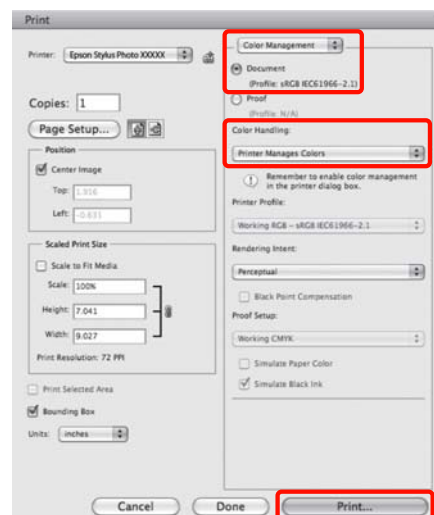 Print
Printer: Epson Stylus Photo XXXXX
Copies: 1
Page Setup...
Position
Center Image
Top: 1.916
Left: -0.831
Scaled Print Size
Scale to Fit Media
Scale: 100%
Height: 7.041
Width: 9.027
Print Resolution: 72 PPI
Print Selected Area
Bounding Box
Units: inches
Color Management
Document
(Profile: sRGB IEC61966-2.1)
Proof
(Profile: N/A)
Color Handling:
Printer Manages Colors
Remember to enable color management
in the printer dialog box.
Printer Profile:
Working RGB - sRGB IEC61966-2.1
Rendering Intent:
Perceptual
Black Point Compensation
Proof Setup:
Working CMYK
Simulate Paper Color
Simulate Black Ink
Cancel
Done
Print...